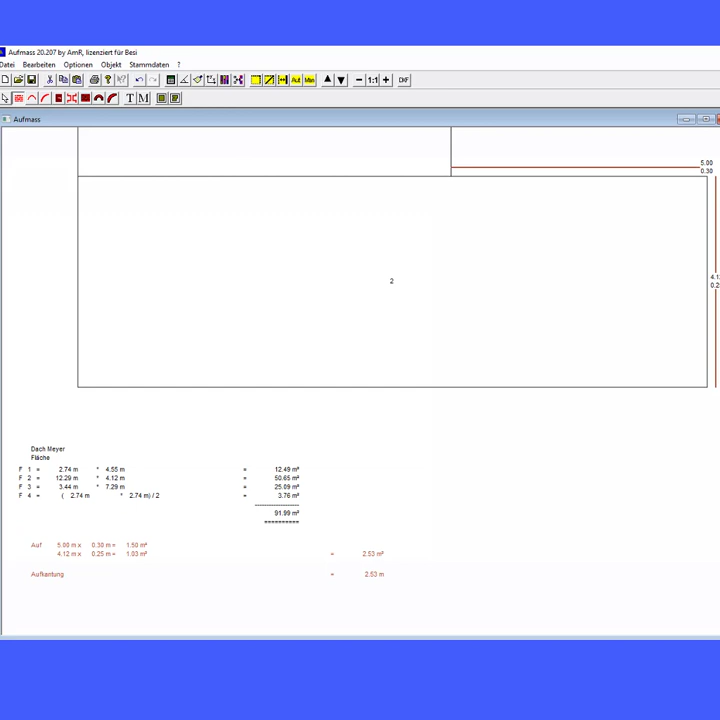 Aufmass 20.207 by AmR, lizenziert für Besi
Datei Bearbeiten Optionen Objekt Stammdaten ?
Aut Man 1:1 DXF
T M
Aufmass
5.00
0.30
2
Dach Meyer
Fläche
F 1 = 2.74 m * 4.55 m = 12.49 m²
F 2 = 12.29 m * 4.12 m = 50.65 m²
F 3 = 3.44 m * 7.29 m = 25.09 m²
F 4 = ( 2.74 m * 2.74 m) / 2 = 3.76 m²
--------------------
91.99 m²
==========
Auf 5.00 m x 0.30 m = 1.50 m²
4.12 m x 0.25 m = 1.03 m² = 2.53 m²
Aufkantung = 2.53 m